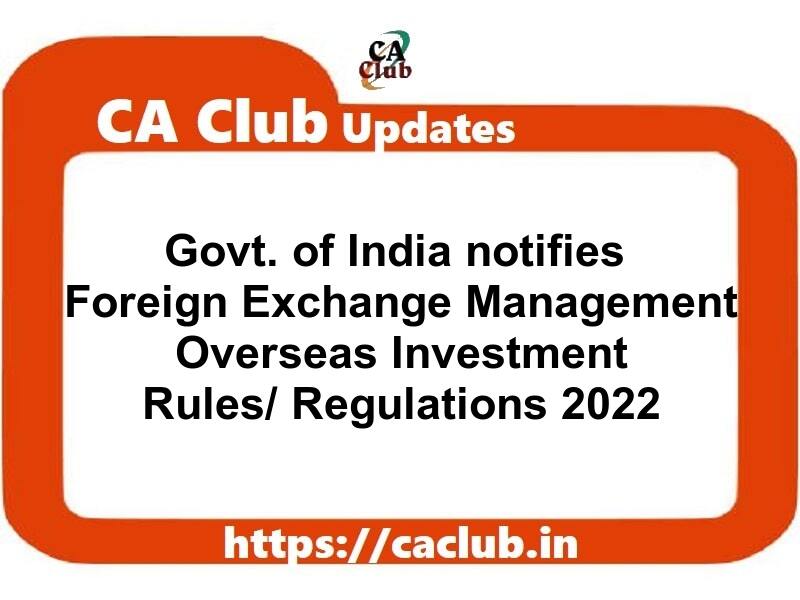 CA
Club
CA Club Updates
Govt. of India notifies
Foreign Exchange Management
Overseas Investment
Rules/ Regulations 2022
https://caclub.in